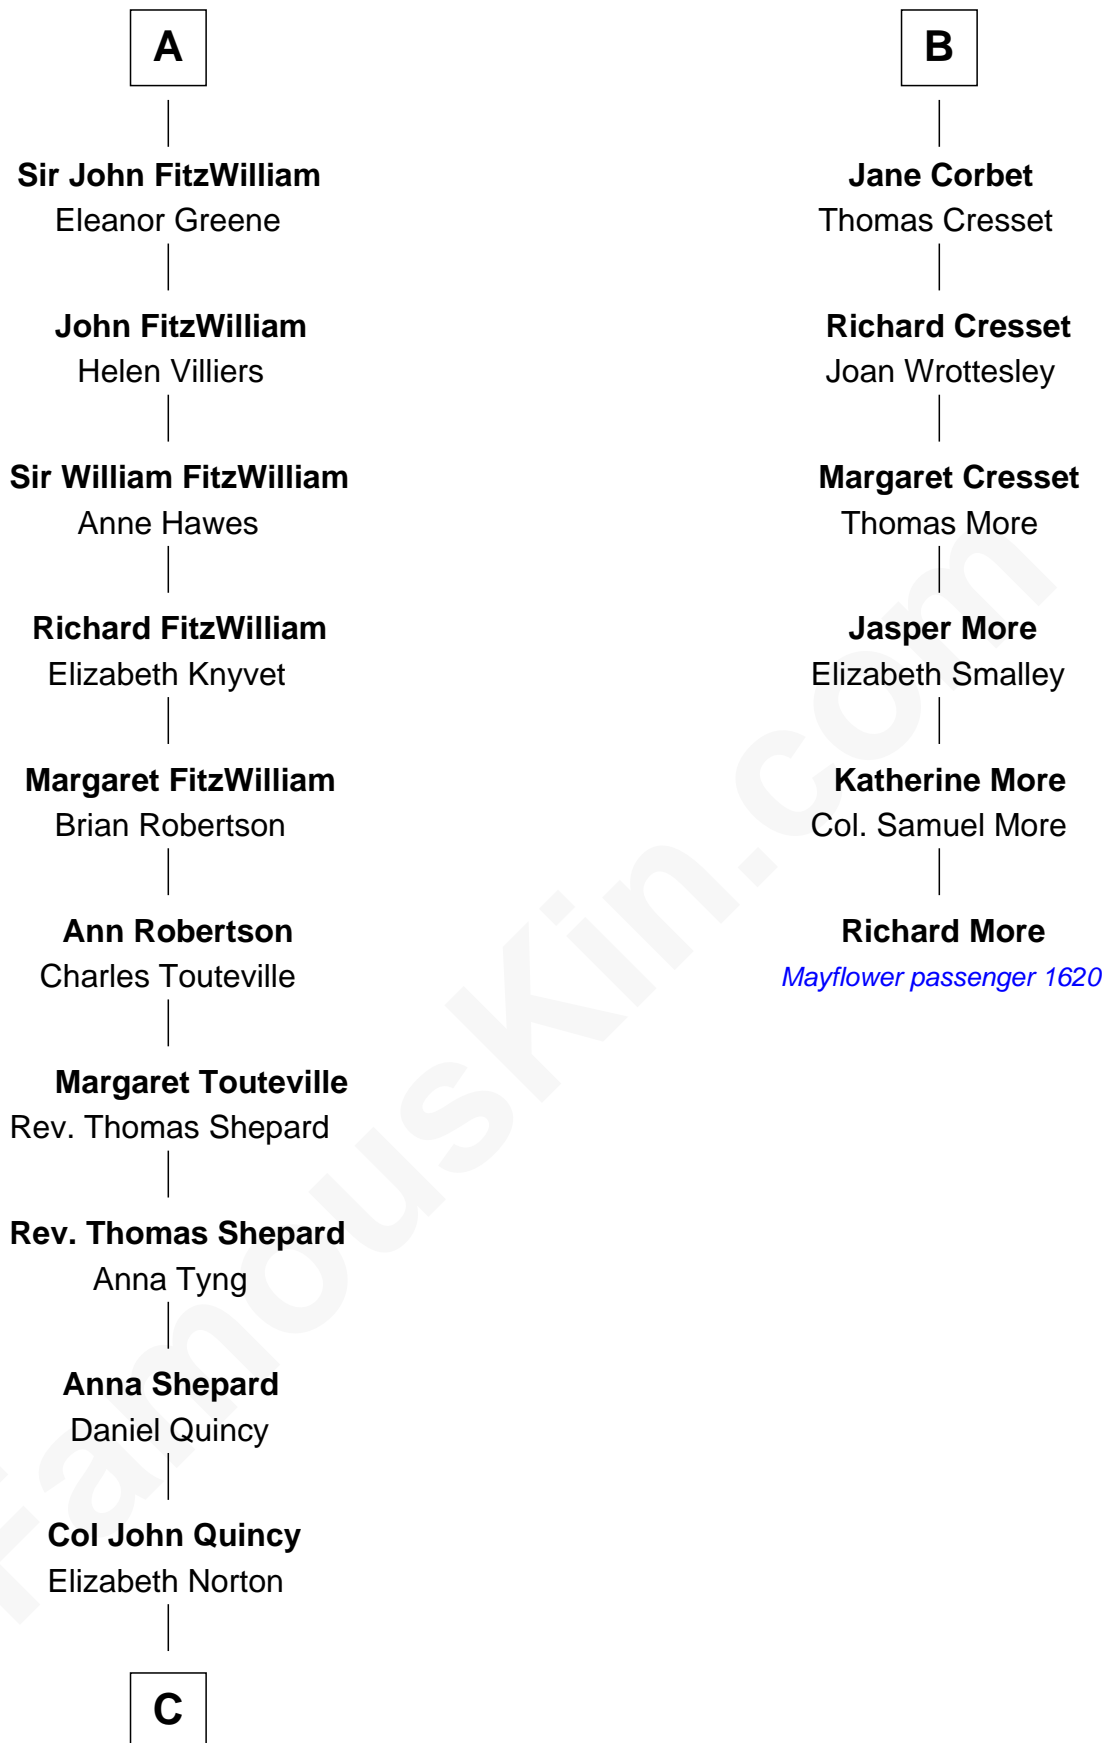 A
Sir John FitzWilliam
Eleanor Greene
John FitzWilliam
Helen Villiers
Sir William FitzWilliam
Anne Hawes
Richard FitzWilliam
Elizabeth Knyvet
Margaret FitzWilliam
Brian Robertson
Ann Robertson
Charles Touteville
Margaret Touteville
Rev. Thomas Shepard
Rev. Thomas Shepard
Anna Tyng
Anna Shepard
Daniel Quincy
Col John Quincy
Elizabeth Norton
C
B
Jane Corbet
Thomas Cresset
Richard Cresset
Joan Wrottesley
Margaret Cresset
Thomas More
Jasper More
Elizabeth Smalley
Katherine More
Col. Samuel More
Richard More
Mayflower passenger 1620
FamousKin.com